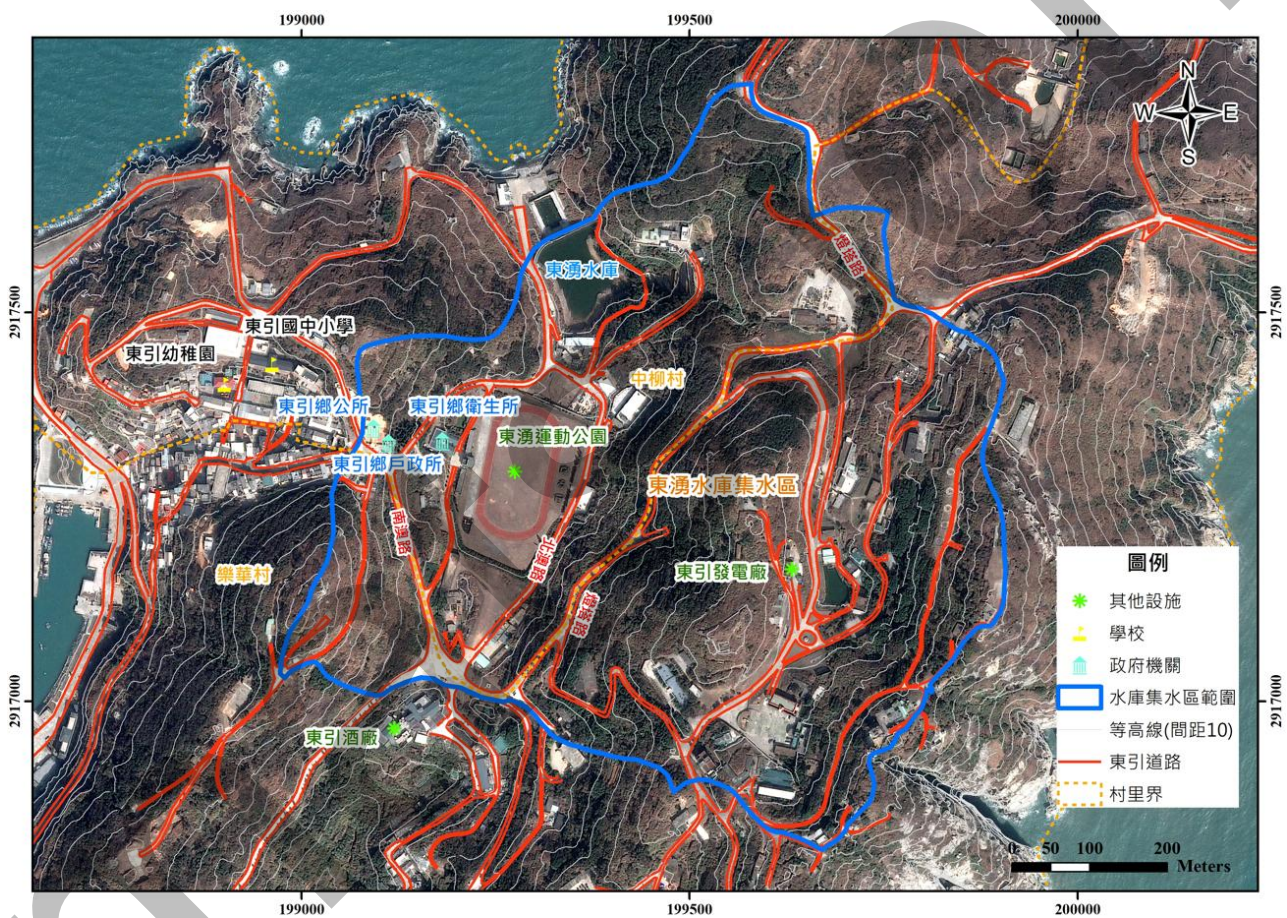 199000
199500
200000
N
W
E
S
2917500
2917500
2917000
2917000
東湧水庫
燈塔路
東引國中小學
東引幼稚園
中柳村
東引鄉公所
東引鄉衛生所
東湧運動公園
東引鄉戶政所
東湧水庫集水區
南澳路
北澳路
樂華村
東引發電廠
燈塔路
東引酒廠
圖例
其他設施
學校
政府機關
水庫集水區範圍
等高線(間距10)
東引道路
村里界
0 50 100 200
Meters
199000
199500
200000